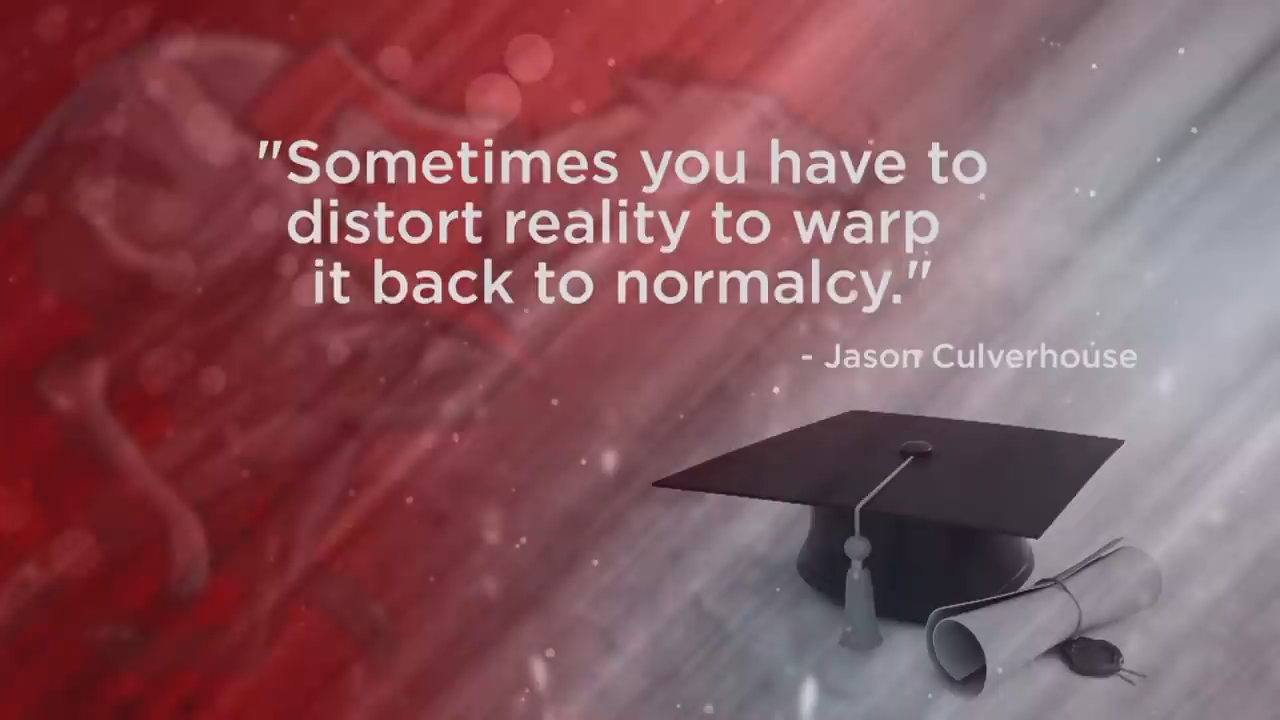 "Sometimes you have to
distort reality to warp
it back to normalcy."
- Jason Culverhouse